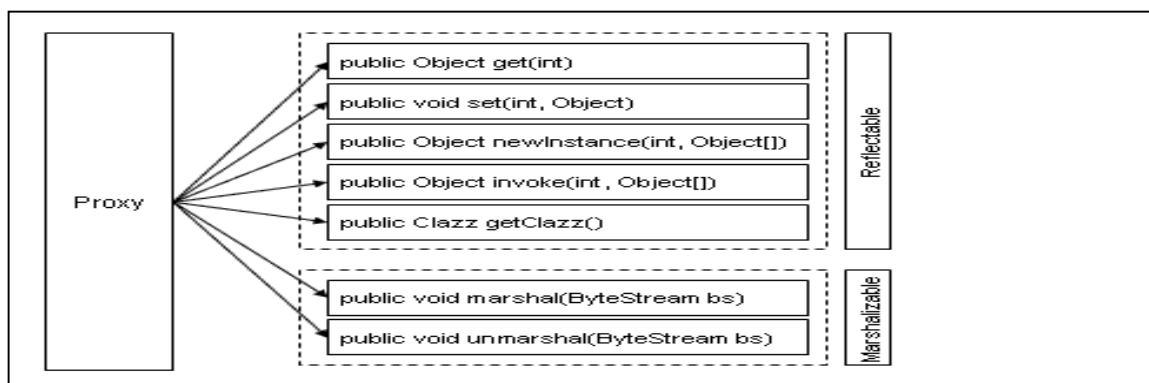 Proxy
public Object get(int)
public void set(int, Object)
public Object newInstance(int, Object[])
public Object invoke(int, Object[])
public Clazz getClazz()
Reflectable
public void marshal(ByteStream bs)
public void unmarshal(ByteStream bs)
Marshalizable